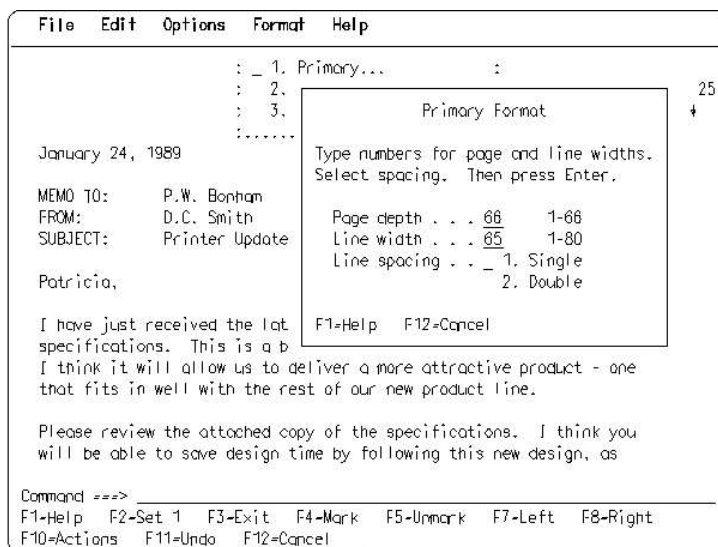 File Edit Options Format Help
: _ 1. Primary... :
: 2. 25
: 3.
:......
Primary Format
January 24, 1989
Type numbers for page and line widths.
Select spacing. Then press Enter.
MEMO TO: P.W. Bonham
FROM: D.C. Smith
SUBJECT: Printer Update
Page depth . . . 66 1-66
Line width . . . 65 1-80
Line spacing . . _ 1. Single
2. Double
Patricia,
F1=Help F12=Cancel
I have just received the lat
specifications. This is a b
I think it will allow us to deliver a more attractive product - one
that fits in well with the rest of our new product line.
Please review the attached copy of the specifications. I think you
will be able to save design time by following this new design, as
Command ===>
F1=Help F2=Set 1 F3=Exit F4=Mark F5=Unmark F7=Left F8=Right
F10=Actions F11=Undo F12=Cancel